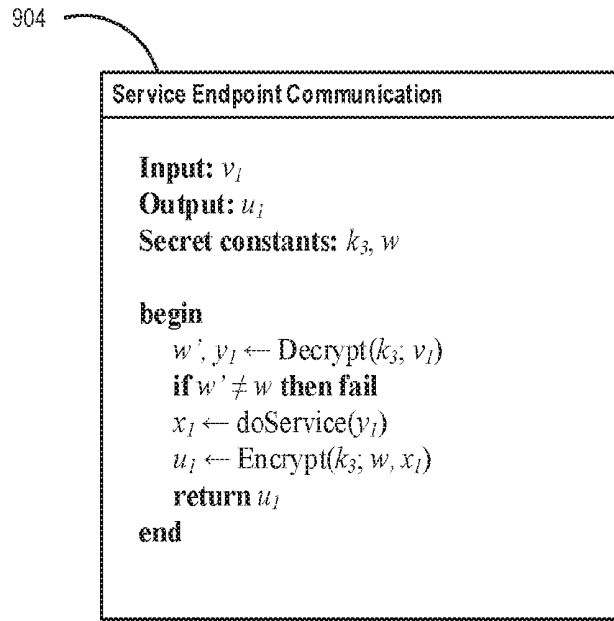 904
Service Endpoint Communication
Input: v₁
Output: u₁
Secret constants: k₃, w
begin
w’, y₁ ← Decrypt(k₃; v₁)
if w’ ≠ w then fail
x₁ ← doService(y₁)
u₁ ← Encrypt(k₃; w, x₁)
return u₁
end